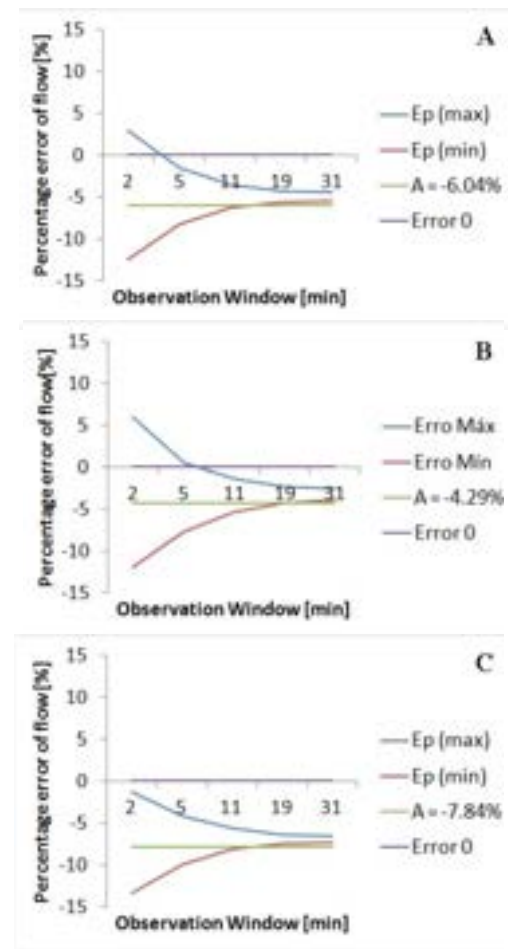 A
Percentage error of flow [%]
15
10
5
0
-5
-10
-15
2 5 11 19 31
Observation Window [min]
Ep (max)
Ep (min)
A = -6.04%
Error 0
B
Percentage error of flow[%]
15
10
5
0
-5
-10
-15
2 5 11 19 31
Observation Window [min]
Erro Máx
Erro Mín
A = -4.29%
Error 0
C
Percentage error of flow [%]
15
10
5
0
-5
-10
-15
2 5 11 19 31
Observation Window [min]
Ep (max)
Ep (min)
A = -7.84%
Error 0